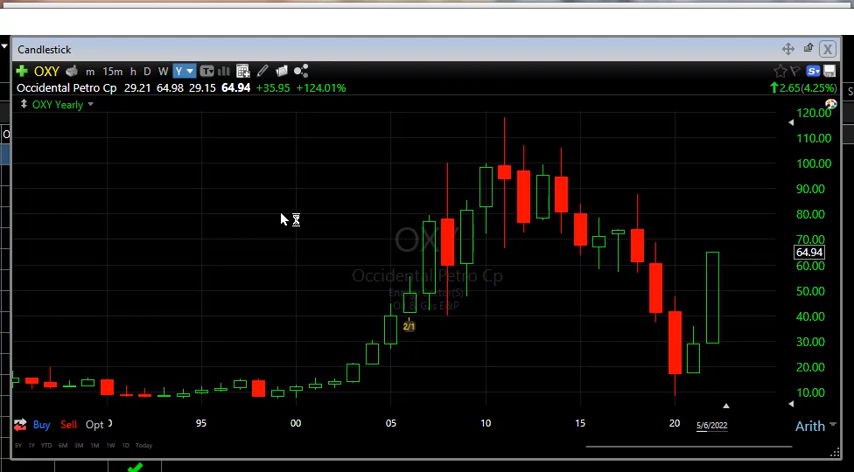 Candlestick
OXY m 15m h D W Y
Occidental Petro Cp 29.21 64.98 29.15 64.94 +35.95 +124.01% 2.65(4.25%)
OXY Yearly
120.00
110.00
100.00
90.00
80.00
70.00
64.94
60.00
50.00
40.00
30.00
20.00
10.00
OXY
Occidental Petro Cp
2/1
Buy Sell Opt 95 00 05 10 15 20 5/6/2022 Arith
5Y 1Y YTD 6M 3M 1M 1W 1D Today